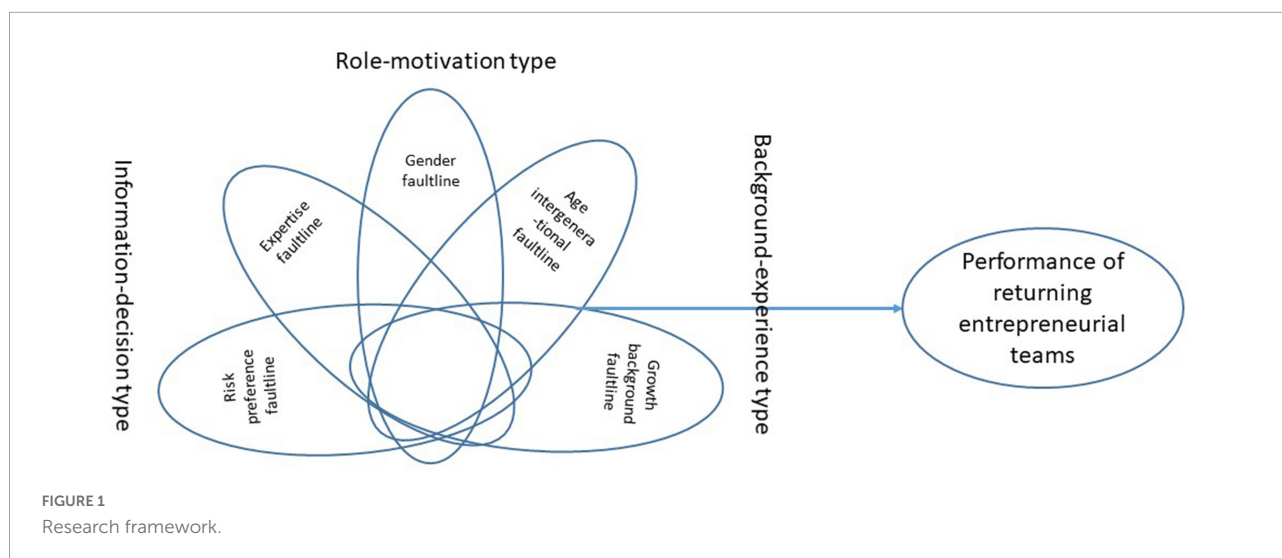 Role-motivation type
Information-decision type
Background-experience type
Gender
faultline
Expertise
faultline
Age
intergenera
-tional
faultline
Risk
preference
faultline
Growth
background
faultline
Performance of
returning
entrepreneurial
teams
FIGURE 1
Research framework.